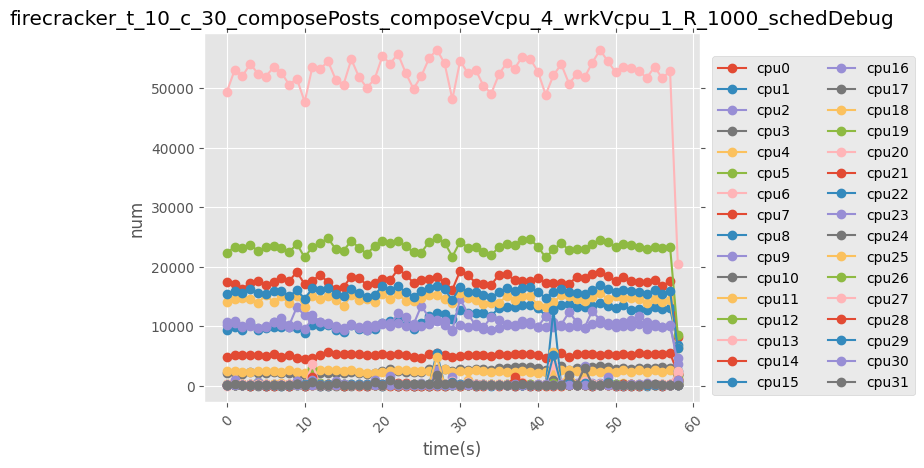 firecracker_t_10_c_30_composePosts_composeVcpu_4_wrkVcpu_1_R_1000_schedDebug
num
50000
40000
30000
20000
10000
0
0
10
20
30
40
50
60
time(s)
cpu0
cpu1
cpu2
cpu3
cpu4
cpu5
cpu6
cpu7
cpu8
cpu9
cpu10
cpu11
cpu12
cpu13
cpu14
cpu15
cpu16
cpu17
cpu18
cpu19
cpu20
cpu21
cpu22
cpu23
cpu24
cpu25
cpu26
cpu27
cpu28
cpu29
cpu30
cpu31